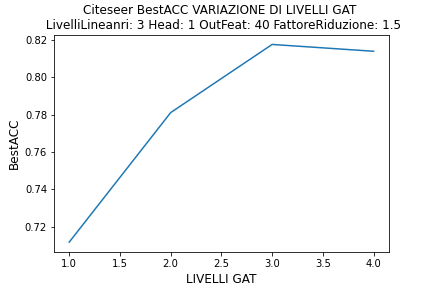 Citeseer BestACC VARIAZIONE DI LIVELLI GAT
LivelliLineanri: 3 Head: 1 OutFeat: 40 FattoreRiduzione: 1.5
BestACC
0.82
0.80
0.78
0.76
0.74
0.72
1.0 1.5 2.0 2.5 3.0 3.5 4.0
LIVELLI GAT